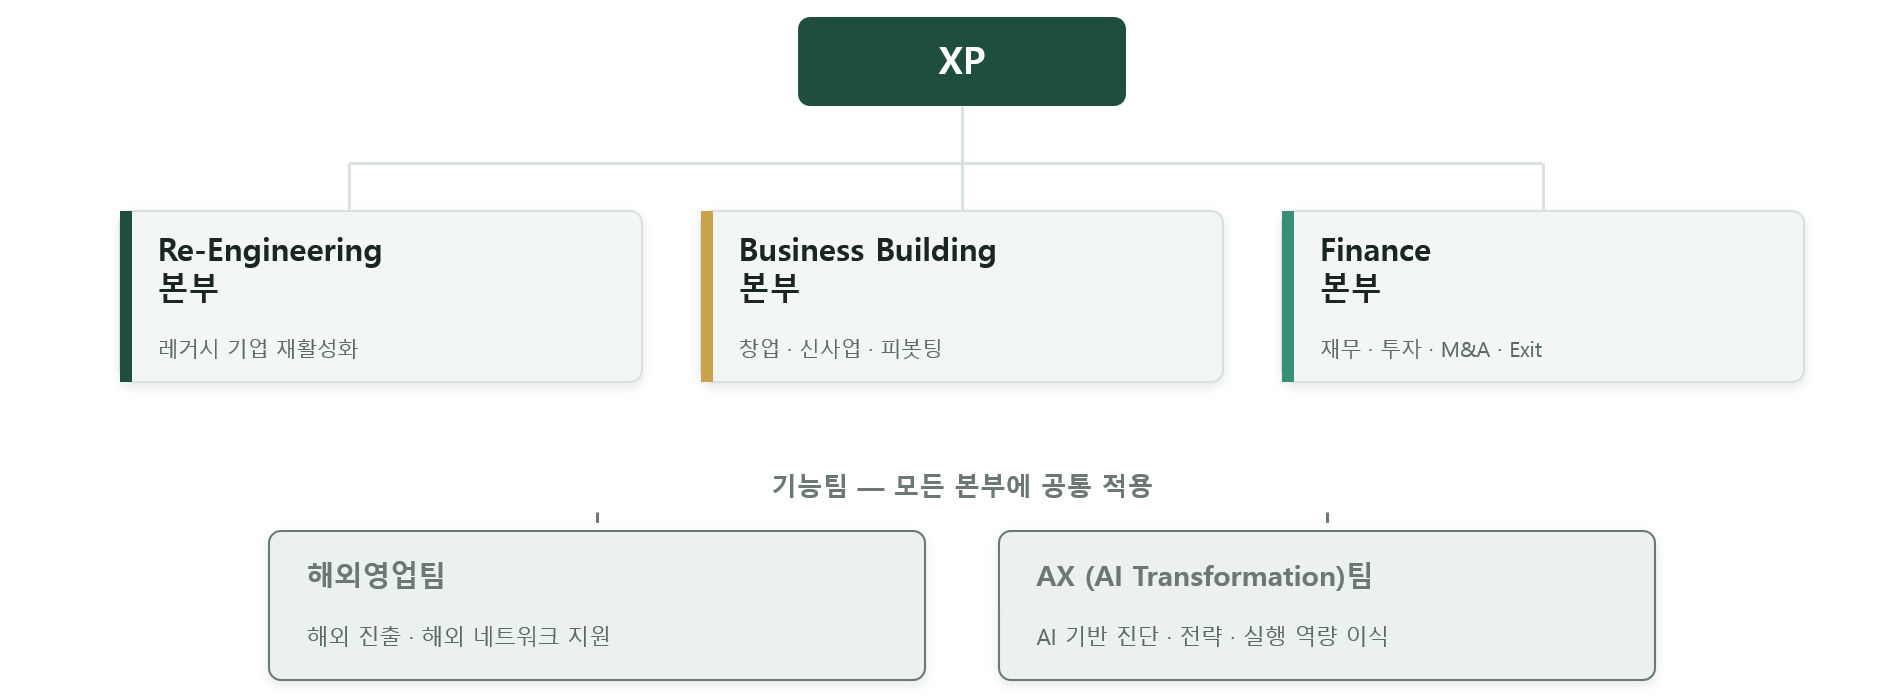 XP
Re-Engineering
본부
레거시 기업 재활성화
Business Building
본부
창업 · 신사업 · 피봇팅
Finance
본부
재무 · 투자 · M&A · Exit
기능팀 — 모든 본부에 공통 적용
해외영업팀
해외 진출 · 해외 네트워크 지원
AX (AI Transformation)팀
AI 기반 진단 · 전략 · 실행 역량 이식